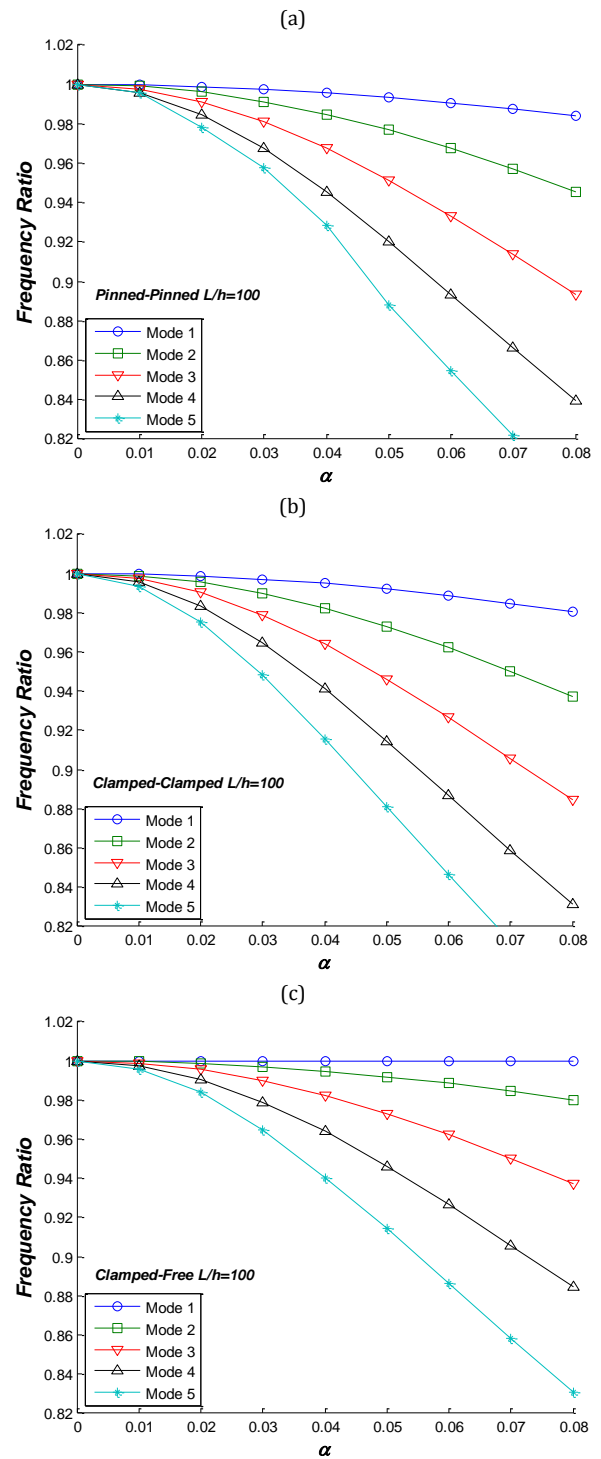 (a)
1.02
1
0.98
0.96
0.94
0.92
0.9
0.88
0.86
0.84
0.82
Frequency Ratio
Pinned-Pinned L/h=100
Mode 1
Mode 2
Mode 3
Mode 4
Mode 5
0 0.01 0.02 0.03 0.04 0.05 0.06 0.07 0.08
α
(b)
1.02
1
0.98
0.96
0.94
0.92
0.9
0.88
0.86
0.84
0.82
Frequency Ratio
Clamped-Clamped L/h=100
Mode 1
Mode 2
Mode 3
Mode 4
Mode 5
0 0.01 0.02 0.03 0.04 0.05 0.06 0.07 0.08
α
(c)
1.02
1
0.98
0.96
0.94
0.92
0.9
0.88
0.86
0.84
0.82
Frequency Ratio
Clamped-Free L/h=100
Mode 1
Mode 2
Mode 3
Mode 4
Mode 5
0 0.01 0.02 0.03 0.04 0.05 0.06 0.07 0.08
α